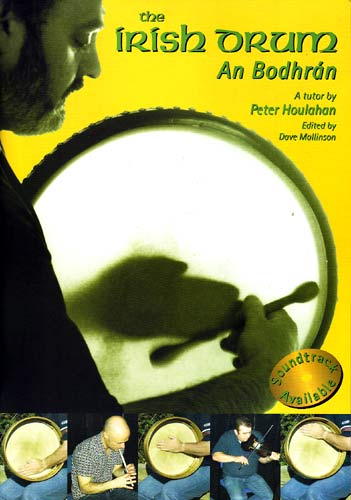 the
IRISH DRUM
An Bodhrán
A tutor by
Peter Houlahan
Edited by
Dave Mallinson
Soundtrack
Available